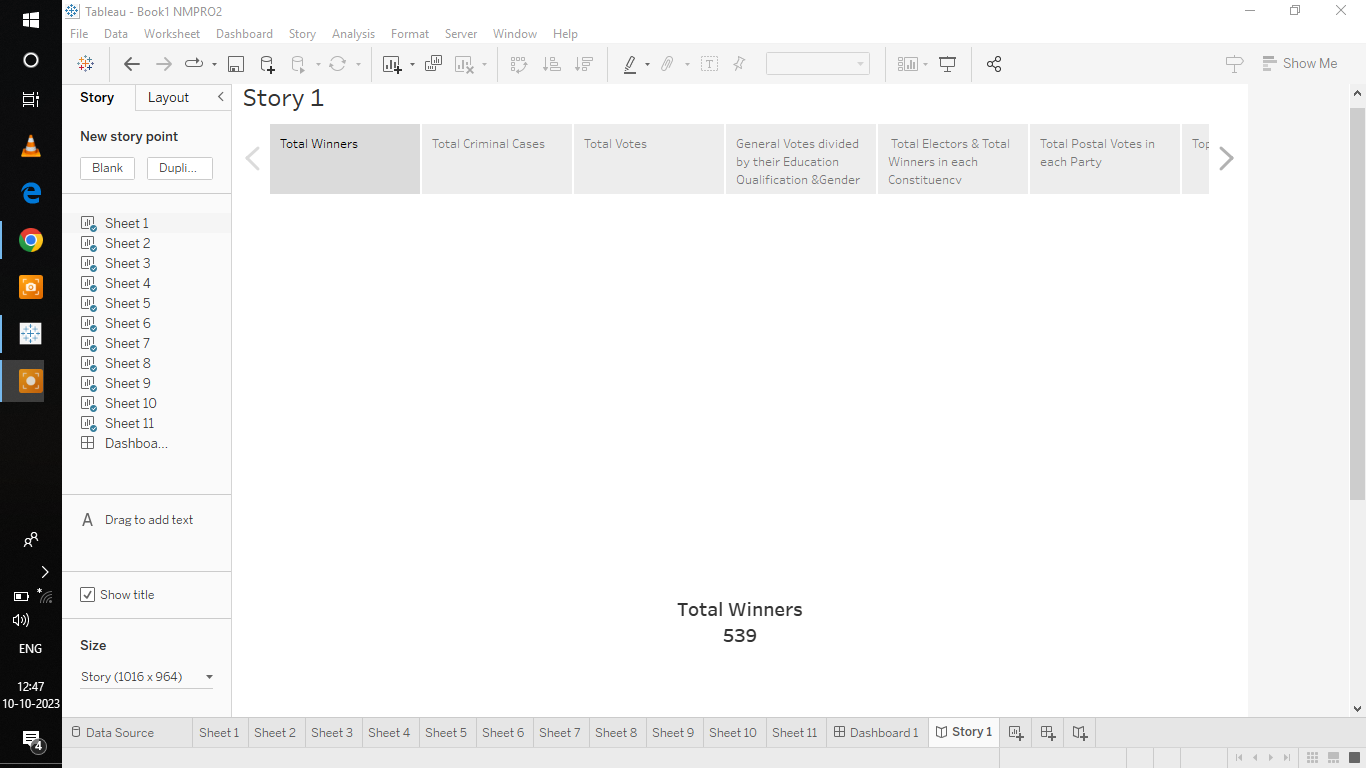 Tableau - Book1 NMPRO2
File Data Worksheet Dashboard Story Analysis Format Server Window Help
Show Me
Story Layout
Story 1
New story point
Blank Dupli...
Total Winners
Total Criminal Cases
Total Votes
General Votes divided
by their Education
Qualification &Gender
Total Electors & Total
Winners in each
Constituency
Total Postal Votes in
each Party
Top
Sheet 1
Sheet 2
Sheet 3
Sheet 4
Sheet 5
Sheet 6
Sheet 7
Sheet 8
Sheet 9
Sheet 10
Sheet 11
Dashboa...
A Drag to add text
Show title
Size
Story (1016 x 964)
Total Winners
539
ENG
12:47
10-10-2023
4
Data Source Sheet 1 Sheet 2 Sheet 3 Sheet 4 Sheet 5 Sheet 6 Sheet 7 Sheet 8 Sheet 9 Sheet 10 Sheet 11 Dashboard 1 Story 1